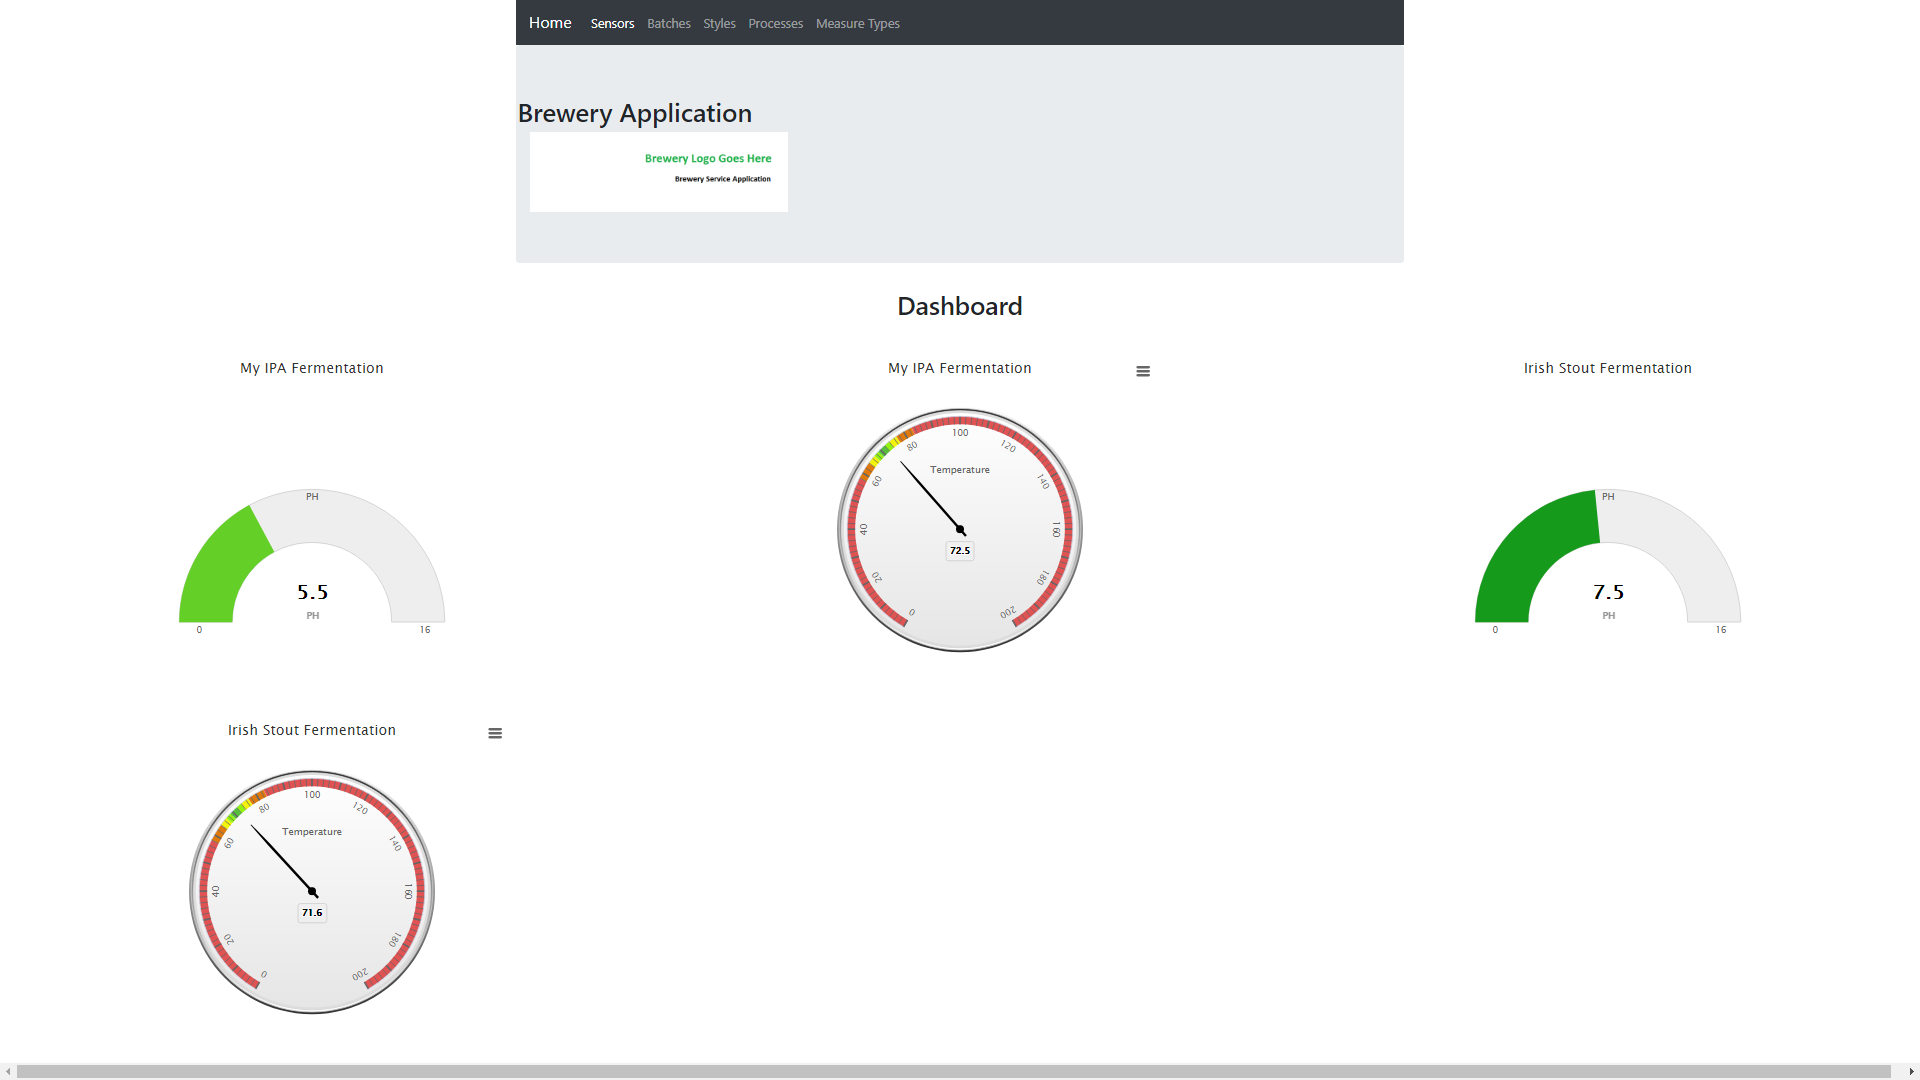 Home Sensors Batches Styles Processes Measure Types
Brewery Application
Brewery Logo Goes Here
Brewery Service Application
Dashboard
My IPA Fermentation
PH
5.5
PH
0 16
My IPA Fermentation
0 20 40 60 80 100 120 140 160 180 200
Temperature
72.5
Irish Stout Fermentation
PH
7.5
PH
0 16
Irish Stout Fermentation
0 20 40 60 80 100 120 140 160 180 200
Temperature
71.6